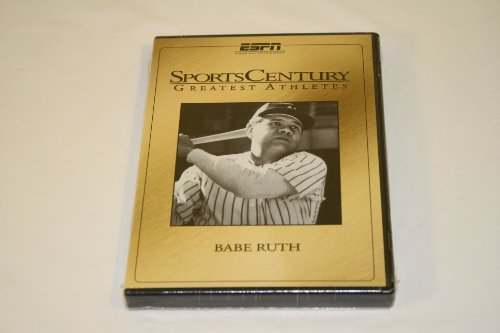 ESPN
SPORTSCENTURY
GREATEST ATHLETES
BABE RUTH